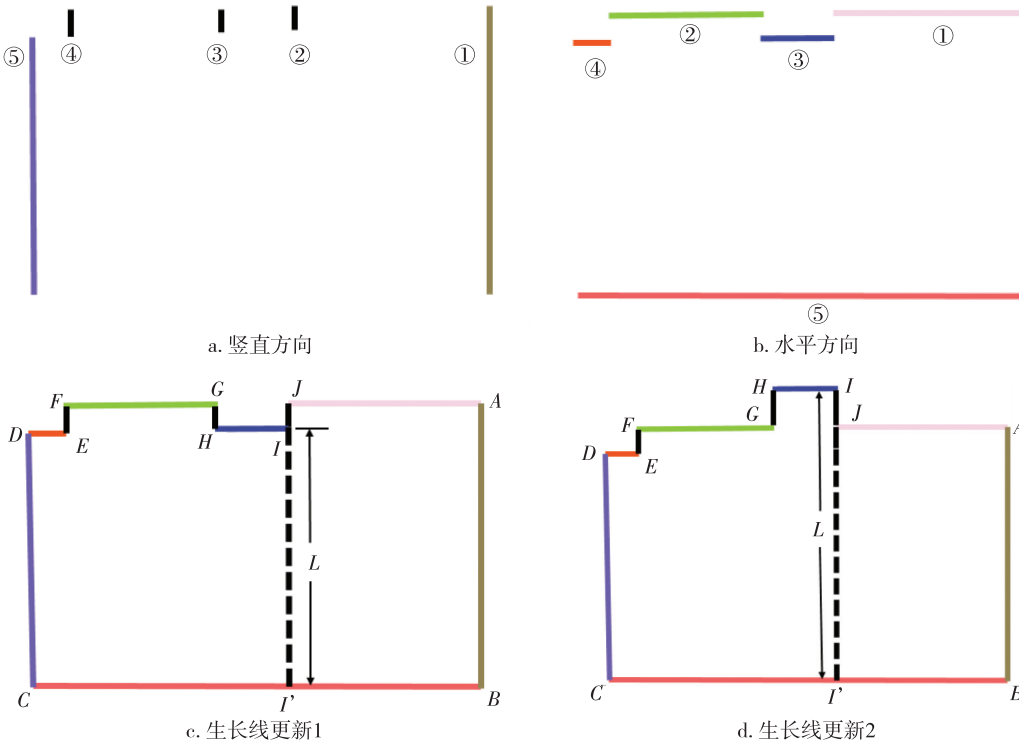 ⑤ ④ ③ ② ①
a. 竖直方向
④ ② ③ ①
⑤
b. 水平方向
F G J A
D E H I
L
C I' B
c. 生长线更新1
H I
F G J A
D E
L
C I' B
d. 生长线更新2